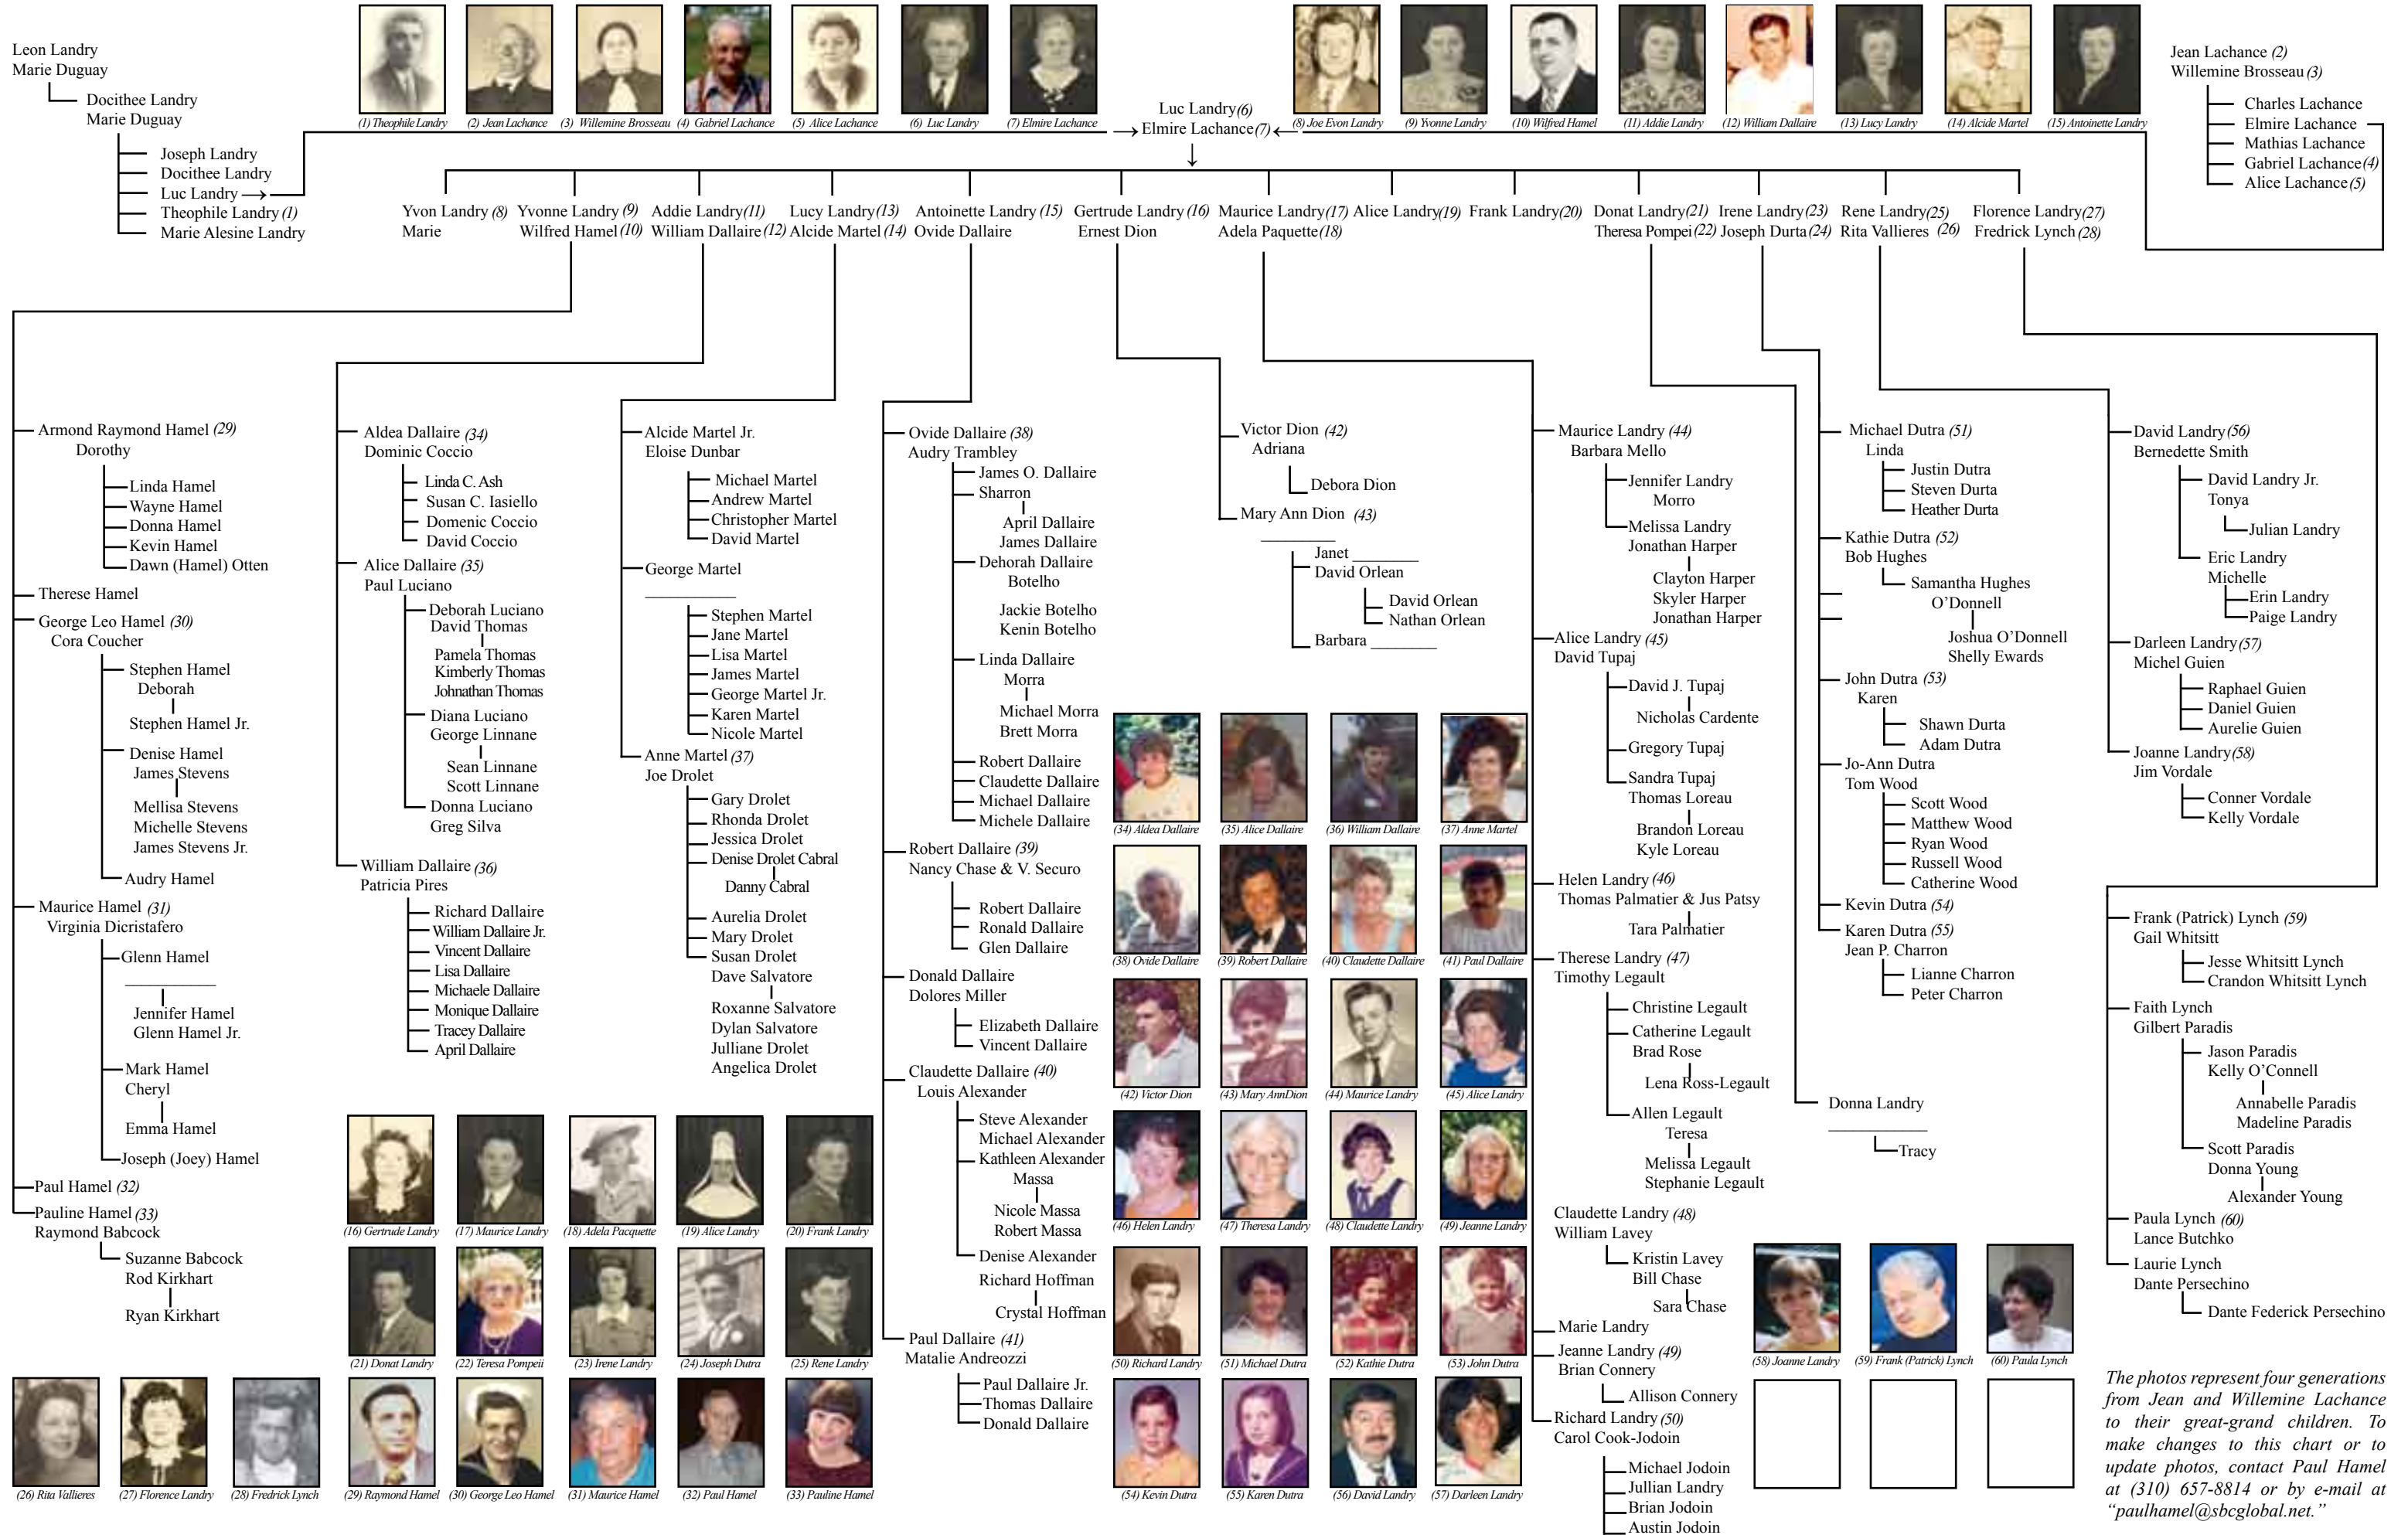 Leon Landry
Marie Duguay
Docithee Landry
Marie Duguay
Joseph Landry
Docithee Landry
Luc Landry
Theophile Landry (1)
Marie Alesine Landry
(1) Theophile Landry
(2) Jean Lachance
(3) Willemine Brosseau
(4) Gabriel Lachance
(5) Alice Lachance
(6) Luc Landry
(7) Elmire Lachance
Luc Landry(6)
Elmire Lachance(7)
(8) Joe Evon Landry
(9) Yvonne Landry
(10) Wilfred Hamel
(11) Addie Landry
(12) William Dallaire
(13) Lucy Landry
(14) Alcide Martel
(15) Antoinette Landry
Jean Lachance (2)
Willemine Brosseau (3)
Charles Lachance
Elmire Lachance
Mathias Lachance
Gabriel Lachance(4)
Alice Lachance(5)
Yvon Landry (8)
Marie
Yvonne Landry (9)
Wilfred Hamel (10)
Addie Landry(11)
William Dallaire (12)
Lucy Landry(13)
Alcide Martel (14)
Antoinette Landry (15)
Ovide Dallaire
Gertrude Landry (16)
Ernest Dion
Maurice Landry(17)
Adela Paquette(18)
Alice Landry(19)
Frank Landry(20)
Donat Landry(21)
Theresa Pompei (22)
Irene Landry(23)
Joseph Durta(24)
Rene Landry(25)
Rita Vallieres (26)
Florence Landry(27)
Fredrick Lynch (28)
Armond Raymond Hamel (29)
Dorothy
Linda Hamel
Wayne Hamel
Donna Hamel
Kevin Hamel
Dawn (Hamel) Otten
Therese Hamel
George Leo Hamel (30)
Cora Coucher
Stephen Hamel
Deborah
Stephen Hamel Jr.
Denise Hamel
James Stevens
Mellisa Stevens
Michelle Stevens
James Stevens Jr.
Audry Hamel
Maurice Hamel (31)
Virginia Dicristafero
Glenn Hamel
Jennifer Hamel
Glenn Hamel Jr.
Mark Hamel
Cheryl
Emma Hamel
Joseph (Joey) Hamel
Paul Hamel (32)
Pauline Hamel (33)
Raymond Babcock
Suzanne Babcock
Rod Kirkhart
Ryan Kirkhart
Aldea Dallaire (34)
Dominic Coccio
Linda C. Ash
Susan C. Iasiello
Domenic Coccio
David Coccio
Alice Dallaire (35)
Paul Luciano
Deborah Luciano
David Thomas
Pamela Thomas
Kimberly Thomas
Johnathan Thomas
Diana Luciano
George Linnane
Sean Linnane
Scott Linnane
Donna Luciano
Greg Silva
William Dallaire (36)
Patricia Pires
Richard Dallaire
William Dallaire Jr.
Vincent Dallaire
Lisa Dallaire
Michaele Dallaire
Monique Dallaire
Tracey Dallaire
April Dallaire
Alcide Martel Jr.
Eloise Dunbar
Michael Martel
Andrew Martel
Christopher Martel
David Martel
George Martel
Stephen Martel
Jane Martel
Lisa Martel
James Martel
George Martel Jr.
Karen Martel
Nicole Martel
Anne Martel (37)
Joe Drolet
Gary Drolet
Rhonda Drolet
Jessica Drolet
Denise Drolet Cabral
Danny Cabral
Aurelia Drolet
Mary Drolet
Susan Drolet
Dave Salvatore
Roxanne Salvatore
Dylan Salvatore
Julliane Drolet
Angelica Drolet
Ovide Dallaire (38)
Audry Trambley
James O. Dallaire
Sharron
April Dallaire
James Dallaire
Dehorah Dallaire
Botelho
Jackie Botelho
Kenin Botelho
Linda Dallaire
Morra
Michael Morra
Brett Morra
Robert Dallaire
Claudette Dallaire
Michael Dallaire
Michele Dallaire
Robert Dallaire (39)
Nancy Chase & V. Securo
Robert Dallaire
Ronald Dallaire
Glen Dallaire
Donald Dallaire
Dolores Miller
Elizabeth Dallaire
Vincent Dallaire
Claudette Dallaire (40)
Louis Alexander
Steve Alexander
Michael Alexander
Kathleen Alexander
Massa
Nicole Massa
Robert Massa
Denise Alexander
Richard Hoffman
Crystal Hoffman
Paul Dallaire (41)
Matalie Andreozzi
Paul Dallaire Jr.
Thomas Dallaire
Donald Dallaire
Victor Dion (42)
Adriana
Debora Dion
Mary Ann Dion (43)
Janet
David Orlean
David Orlean
Nathan Orlean
Barbara
Maurice Landry (44)
Barbara Mello
Jennifer Landry
Morro
Melissa Landry
Jonathan Harper
Clayton Harper
Skyler Harper
Jonathan Harper
Alice Landry (45)
David Tupaj
David J. Tupaj
Nicholas Cardente
Gregory Tupaj
Sandra Tupaj
Thomas Loreau
Brandon Loreau
Kyle Loreau
Helen Landry (46)
Thomas Palmatier & Jus Patsy
Tara Palmatier
Therese Landry (47)
Timothy Legault
Christine Legault
Catherine Legault
Brad Rose
Lena Ross-Legault
Allen Legault
Teresa
Melissa Legault
Stephanie Legault
Claudette Landry (48)
William Lavey
Kristin Lavey
Bill Chase
Sara Chase
Marie Landry
Jeanne Landry (49)
Brian Connery
Allison Connery
Richard Landry (50)
Carol Cook-Jodoin
Michael Jodoin
Jullian Landry
Brian Jodoin
Austin Jodoin
Donna Landry
Tracy
Michael Dutra (51)
Linda
Justin Dutra
Steven Durta
Heather Durta
Kathie Dutra (52)
Bob Hughes
Samantha Hughes
O'Donnell
Joshua O'Donnell
Shelly Ewards
John Dutra (53)
Karen
Shawn Durta
Adam Dutra
Jo-Ann Dutra
Tom Wood
Scott Wood
Matthew Wood
Ryan Wood
Russell Wood
Catherine Wood
Kevin Dutra (54)
Karen Dutra (55)
Jean P. Charron
Lianne Charron
Peter Charron
David Landry(56)
Bernedette Smith
David Landry Jr.
Tonya
Julian Landry
Eric Landry
Michelle
Erin Landry
Paige Landry
Darleen Landry(57)
Michel Guien
Raphael Guien
Daniel Guien
Aurelie Guien
Joanne Landry(58)
Jim Vordale
Conner Vordale
Kelly Vordale
Frank (Patrick) Lynch (59)
Gail Whitsitt
Jesse Whitsitt Lynch
Crandon Whitsitt Lynch
Faith Lynch
Gilbert Paradis
Jason Paradis
Kelly O'Connell
Annabelle Paradis
Madeline Paradis
Scott Paradis
Donna Young
Alexander Young
Paula Lynch (60)
Lance Butchko
Laurie Lynch
Dante Persechino
Dante Federick Persechino
(34) Aldea Dallaire
(35) Alice Dallaire
(36) William Dallaire
(37) Anne Martel
(38) Ovide Dallaire
(39) Robert Dallaire
(40) Claudette Dallaire
(41) Paul Dallaire
(42) Victor Dion
(43) Mary AnnDion
(44) Maurice Landry
(45) Alice Landry
(46) Helen Landry
(47) Theresa Landry
(48) Claudette Landry
(49) Jeanne Landry
(50) Richard Landry
(51) Michael Dutra
(52) Kathie Dutra
(53) John Dutra
(54) Kevin Dutra
(55) Karen Dutra
(56) David Landry
(57) Darleen Landry
(16) Gertrude Landry
(17) Maurice Landry
(18) Adela Pacquette
(19) Alice Landry
(20) Frank Landry
(21) Donat Landry
(22) Teresa Pompeii
(23) Irene Landry
(24) Joseph Dutra
(25) Rene Landry
(26) Rita Vallieres
(27) Florence Landry
(28) Fredrick Lynch
(29) Raymond Hamel
(30) George Leo Hamel
(31) Maurice Hamel
(32) Paul Hamel
(33) Pauline Hamel
(58) Joanne Landry
(59) Frank (Patrick) Lynch
(60) Paula Lynch
The photos represent four generations
from Jean and Willemine Lachance
to their great-grand children. To
make changes to this chart or to
update photos, contact Paul Hamel
at (310) 657-8814 or by e-mail at
“paulhamel@sbcglobal.net.”